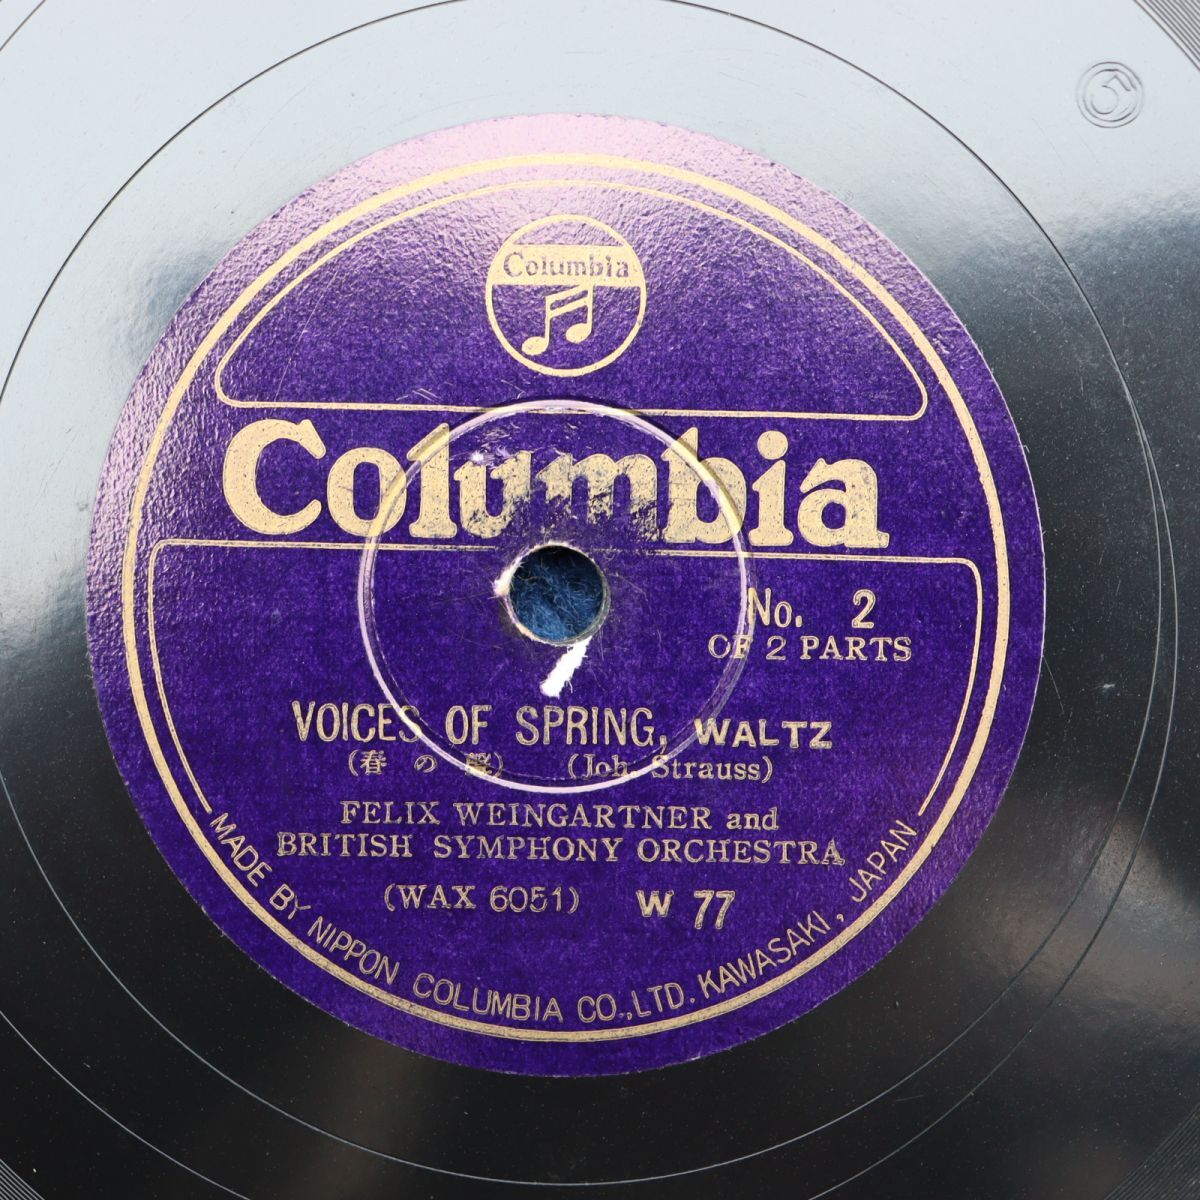 5
Columbia
Columbia
No. 2
OF 2 PARTS
VOICES OF SPRING, WALTZ
(春の聲) (Joh. Strauss)
FELIX WEINGARTNER and
BRITISH SYMPHONY ORCHESTRA
(WAX 6051) W 77
MADE BY NIPPON COLUMBIA CO.,LTD. KAWASAKI, JAPAN